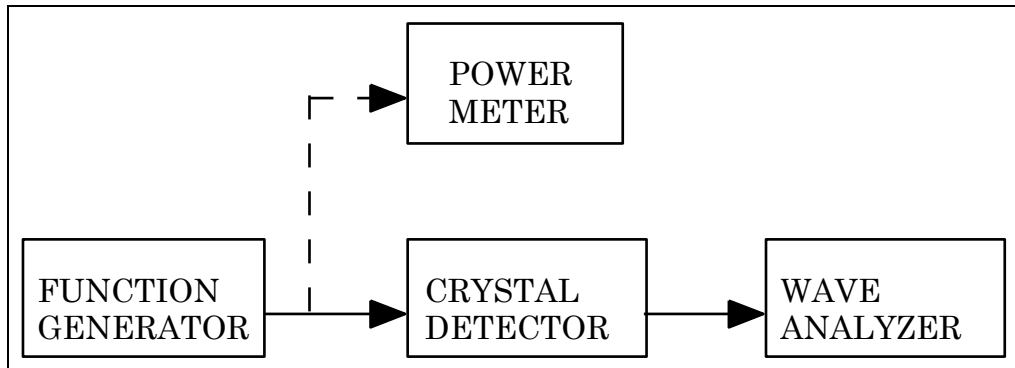 POWER
METER
FUNCTION
GENERATOR
CRYSTAL
DETECTOR
WAVE
ANALYZER